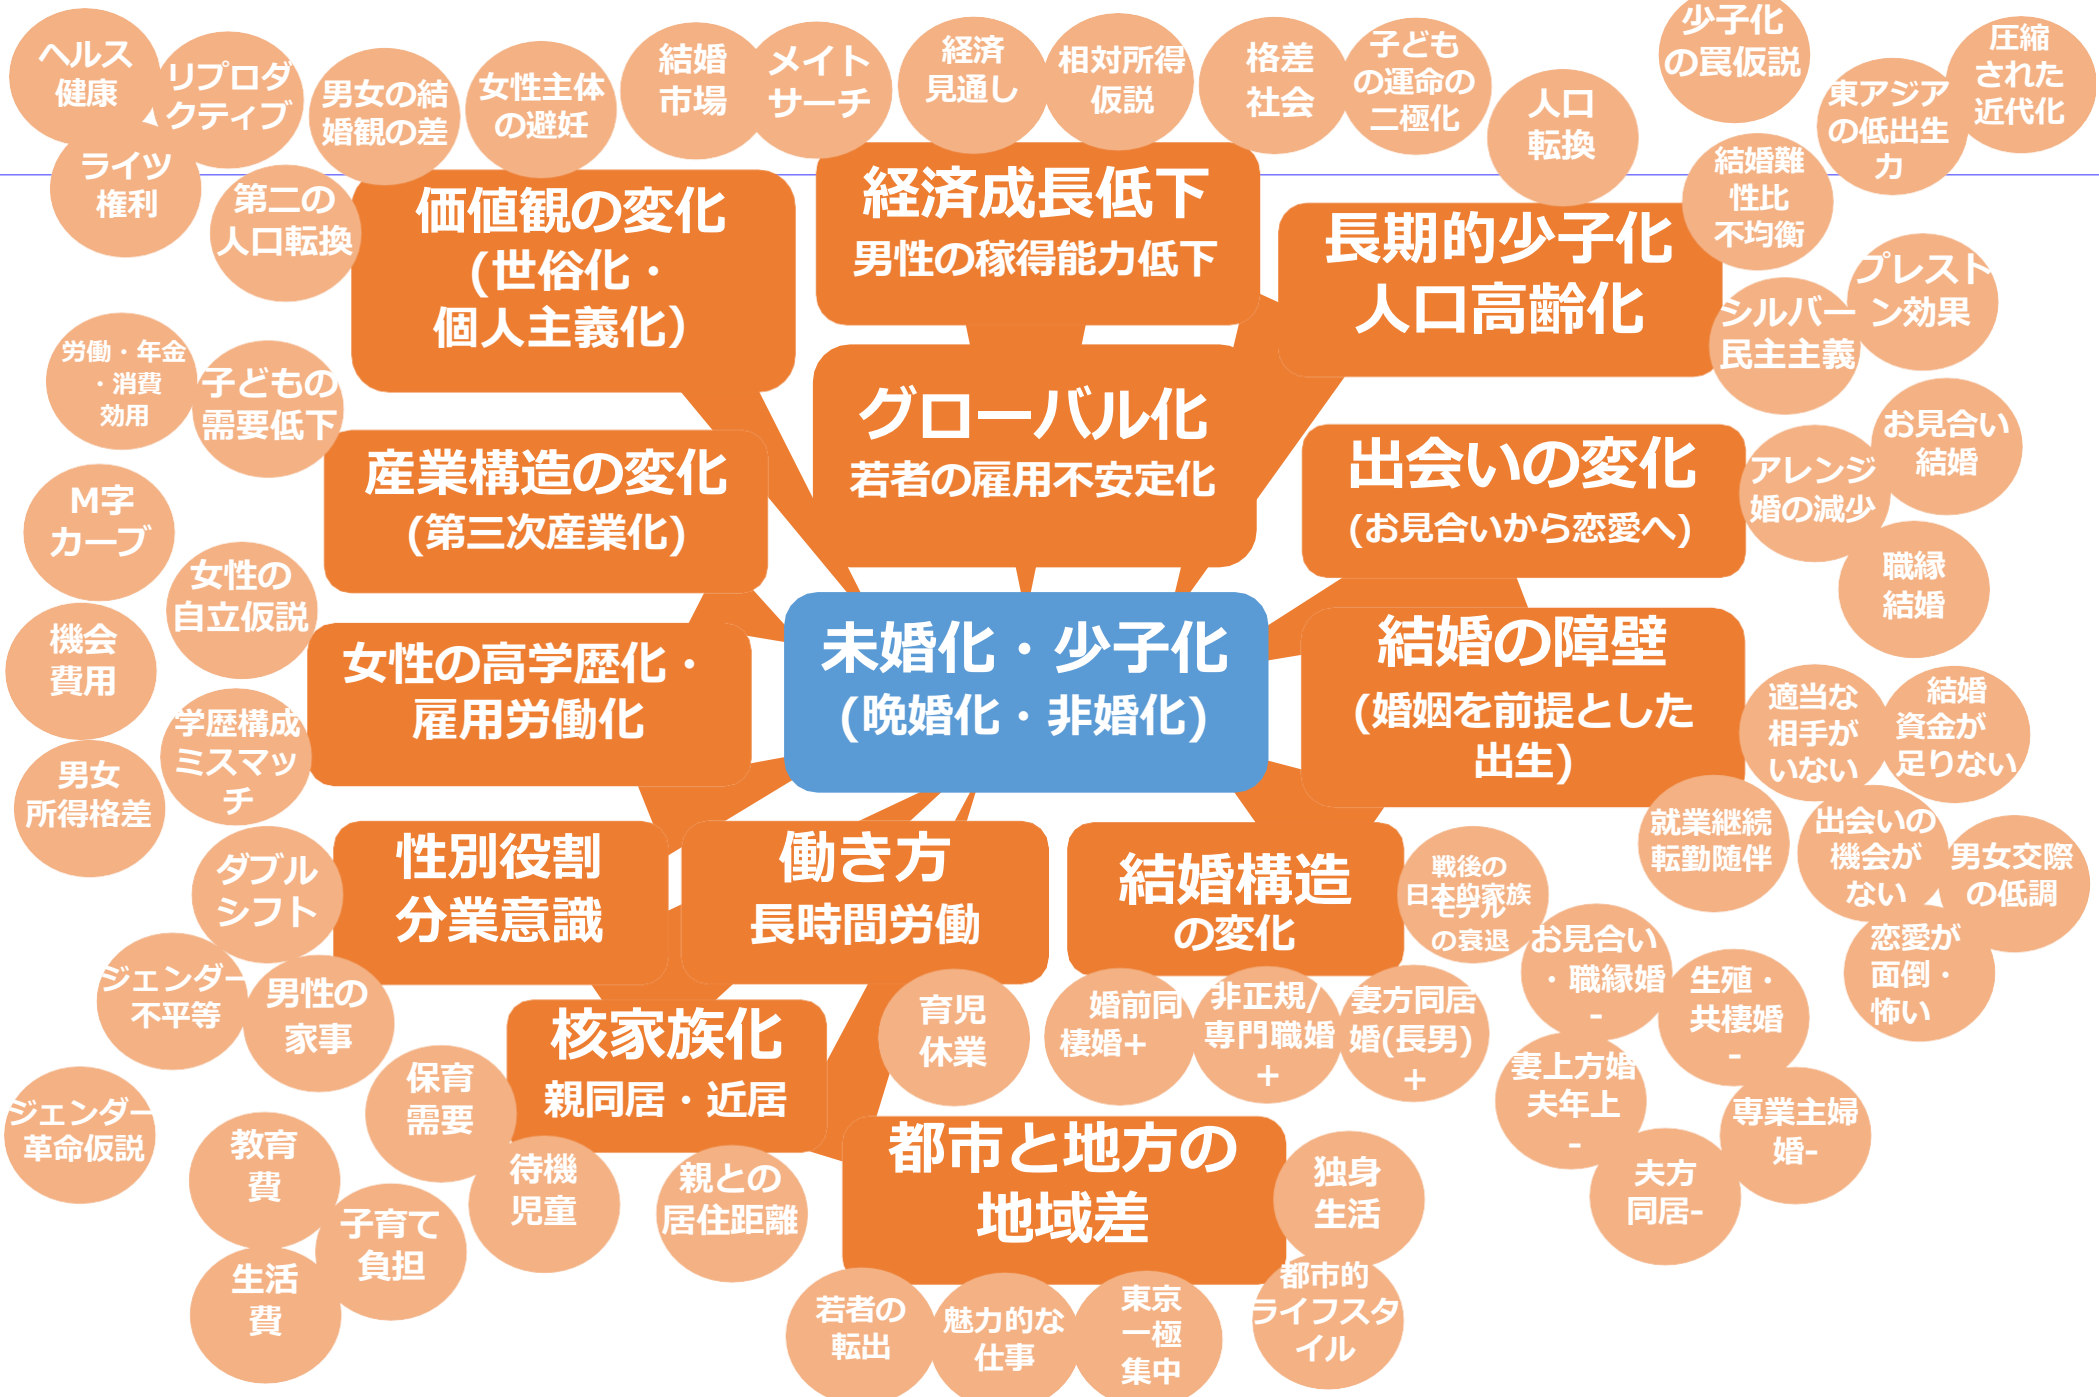 ヘルス
健康
リプロダ
クティブ
ライツ
権利
男女の結
婚観の差
女性主体
の避妊
第二の
人口転換
結婚
市場
メイト
サーチ
経済
見通し
相対所得
仮説
格差
社会
子ども
の運命の
二極化
人口
転換
少子化
の罠仮説
東アジア
の低出生
力
圧縮
された
近代化
結婚難
性比
不均衡
プレスト
ン効果
シルバー
民主主義
価値観の変化
(世俗化・
個人主義化)
経済成長低下
男性の稼得能力低下
長期的少子化
人口高齢化
グローバル化
若者の雇用不安定化
労働・年金
・消費
効用
子どもの
需要低下
産業構造の変化
(第三次産業化)
出会いの変化
(お見合いから恋愛へ)
お見合い
結婚
アレンジ
婚の減少
職縁
結婚
M字
カーブ
女性の
自立仮説
機会
費用
女性の高学歴化・
雇用労働化
未婚化・少子化
(晩婚化・非婚化)
結婚の障壁
(婚姻を前提とした
出生)
適当な
相手が
いない
結婚
資金が
足りない
学歴構成
ミスマッ
チ
男女
所得格差
就業継続
転勤随伴
出会いの
機会が
ない
男女交際
の低調
恋愛が
面倒・
怖い
ダブル
シフト
性別役割
分業意識
働き方
長時間労働
結婚構造
の変化
戦後の
日本的家族
モデル
の衰退
お見合い
・職縁婚
-
生殖・
共棲婚
-
ジェンダー
不平等
男性の
家事
核家族化
親同居・近居
育児
休業
婚前同
棲婚+
非正規/
専門職婚
+
妻方同居
婚(長男)
+
妻上方婚
夫年上
-
専業主婦
婚-
夫方
同居-
ジェンダー
革命仮説
保育
需要
教育
費
待機
児童
子育て
負担
生活
費
親との
居住距離
都市と地方の
地域差
独身
生活
都市的
ライフスタ
イル
若者の
転出
魅力的な
仕事
東京
一極
集中